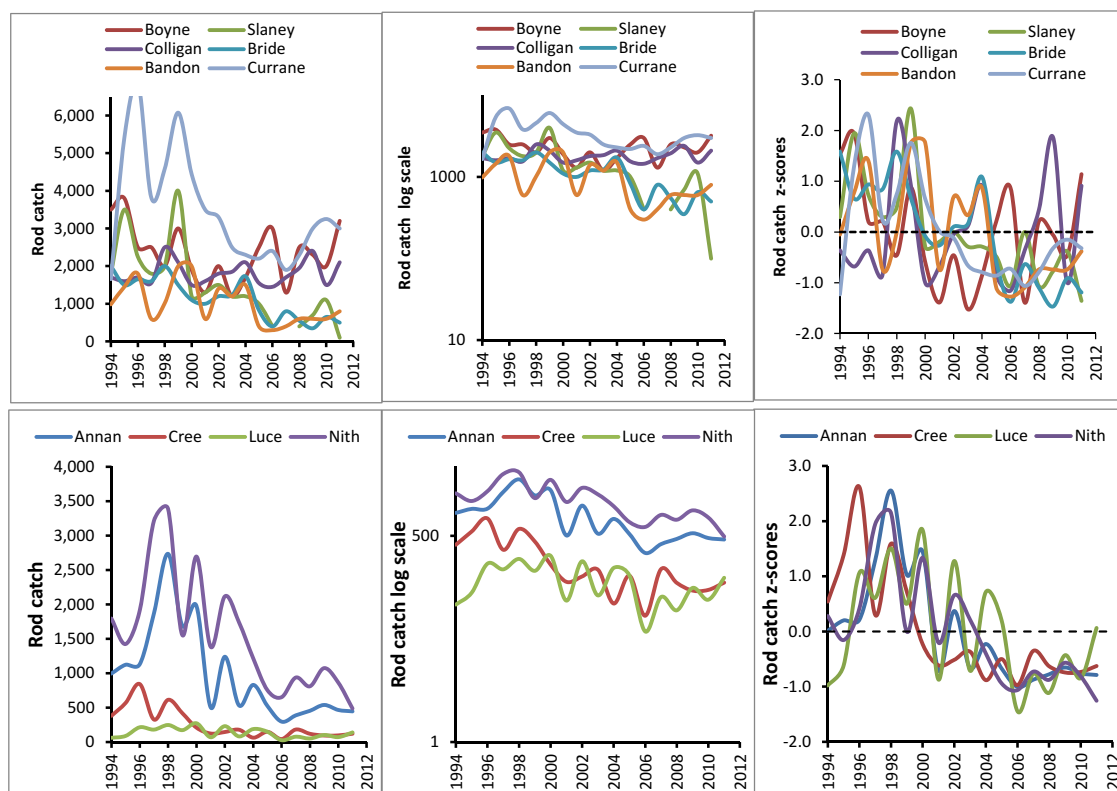 Boyne Slaney
Colligan Bride
Bandon Currane
Rod catch
6,000
5,000
4,000
3,000
2,000
1,000
0
1994 1996 1998 2000 2002 2004 2006 2008 2010 2012
Boyne Slaney
Colligan Bride
Bandon Currane
Rod catch log scale
1000
10
1994 1996 1998 2000 2002 2004 2006 2008 2010 2012
Boyne Slaney
Colligan Bride
Bandon Currane
Rod catch z-scores
3.0
2.0
1.0
0.0
-1.0
-2.0
1994 1996 1998 2000 2002 2004 2006 2008 2010 2012
Annan Cree Luce Nith
Rod catch
4,000
3,500
3,000
2,500
2,000
1,500
1,000
500
0
1994 1996 1998 2000 2002 2004 2006 2008 2010 2012
Annan Cree Luce Nith
Rod catch log scale
500
1
1994 1996 1998 2000 2002 2004 2006 2008 2010 2012
Annan Cree Luce Nith
Rod catch z-scores
3.0
2.0
1.0
0.0
-1.0
-2.0
1994 1996 1998 2000 2002 2004 2006 2008 2010 2012